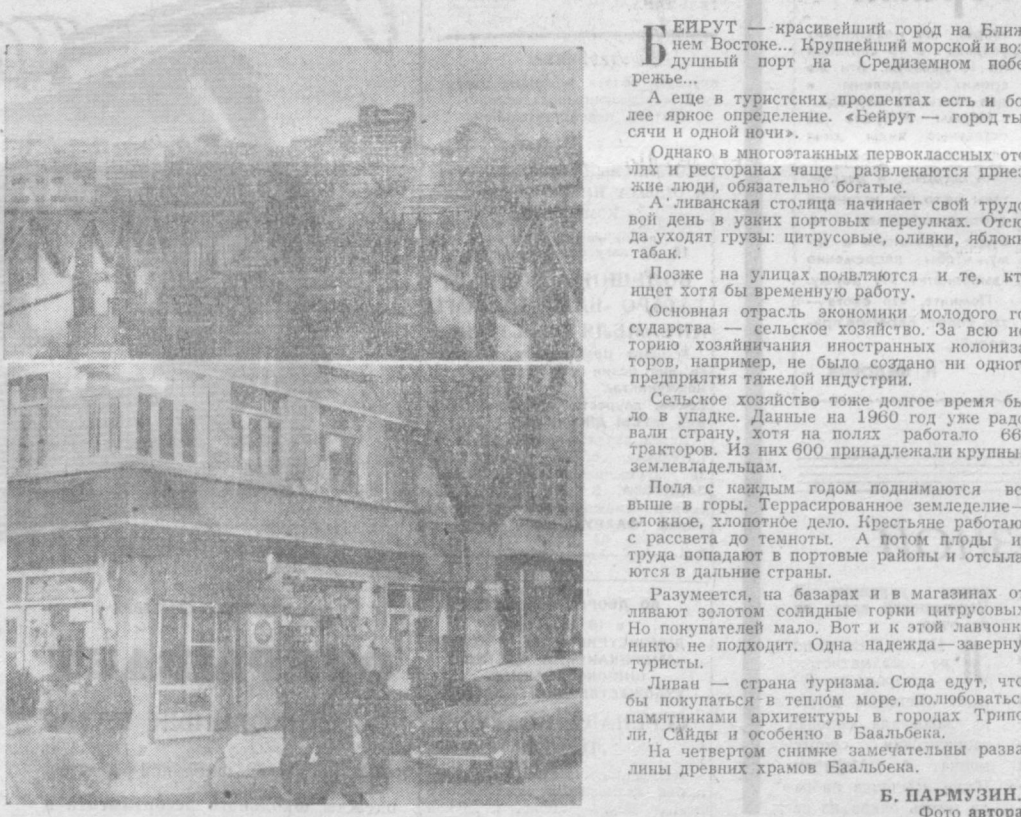 БЕЙРУТ — красивейший город на Ближ
нем Востоке... Крупнейший морской и воз
душный порт на Средиземном побе
режье...
А еще в туристских проспектах есть и бо
лее яркое определение. «Бейрут — город ты
сячи и одной ночи».
Однако в многоэтажных первоклассных оте
лях и ресторанах чаще развлекаются приез
жие люди, обязательно богатые.
А ливанская столица начинает свой трудо
вой день в узких портовых переулках. Отсю
да уходят грузы: цитрусовые, оливки, яблоки
табак.
Позже на улицах появляются и те, кт
ищет хотя бы временную работу.
Основная отрасль экономики молодого го
сударства — сельское хозяйство. За всю ис
торию хозяйничания иностранных колониза
торов, например, не было создано ни одног
предприятия тяжелой индустрии.
Сельское хозяйство тоже долгое время бы
ло в упадке. Данные на 1960 год уже радо
вали страну, хотя на полях работало 66
тракторов. Из них 600 принадлежали крупны
землевладельцам.
Поля с каждым годом поднимаются вс
выше в горы. Террасированное земледелие—
сложное, хлопотное дело. Крестьяне работаю
с рассвета до темноты. А потом плоды и
труда попадают в портовые районы и отсыла
ются в дальние страны.
Разумеется, на базарах и в магазинах от
ливают золотом солидные горки цитрусовых
Но покупателей мало. Вот и к этой лавчонк
никто не подходит. Одна надежда—заверну
туристы.
Ливан — страна туризма. Сюда едут, что
бы покупаться в теплом море, полюбоватьс
памятниками архитектуры в городах Трипо
ли, Сайды и особенно в Баальбека.
На четвертом снимке замечательны разва
лины древних храмов Баальбека.
Б. ПАРМУЗИН.
Фото автора